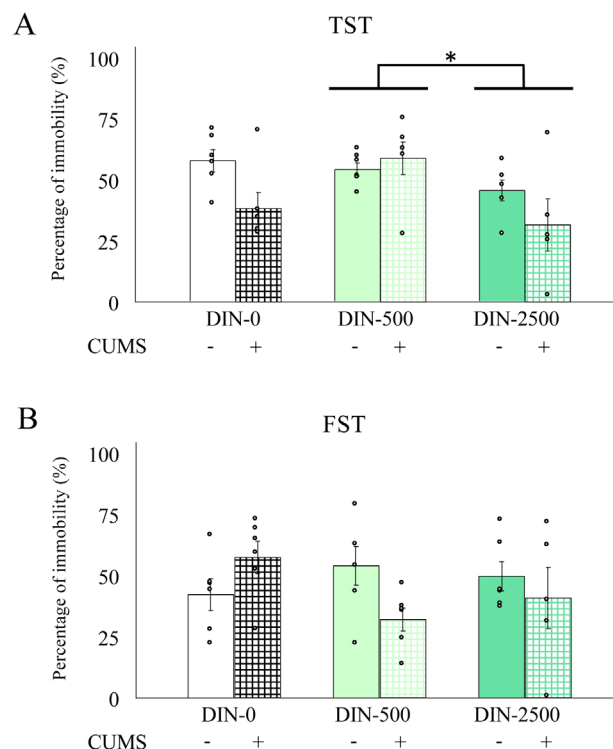 A
TST
*
Percentage of immobility (%)
100
75
50
25
0
DIN-0 DIN-500 DIN-2500
CUMS - + - + - +
B
FST
Percentage of immobility (%)
100
75
50
25
0
DIN-0 DIN-500 DIN-2500
CUMS - + - + - +